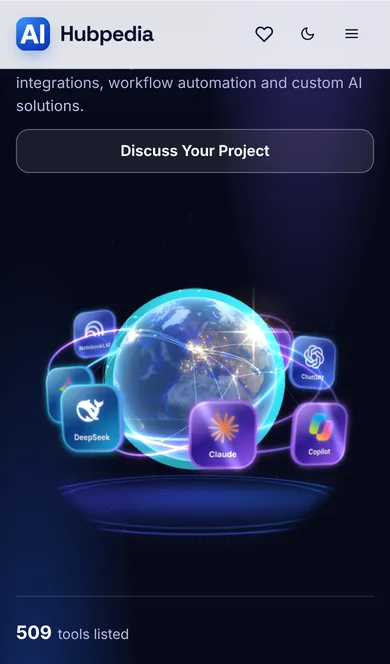 AI Hubpedia
integrations, workflow automation and custom AI
solutions.
Discuss Your Project
NotebookLM
ChatGPT
DeepSeek
Claude
Copilot
509 tools listed